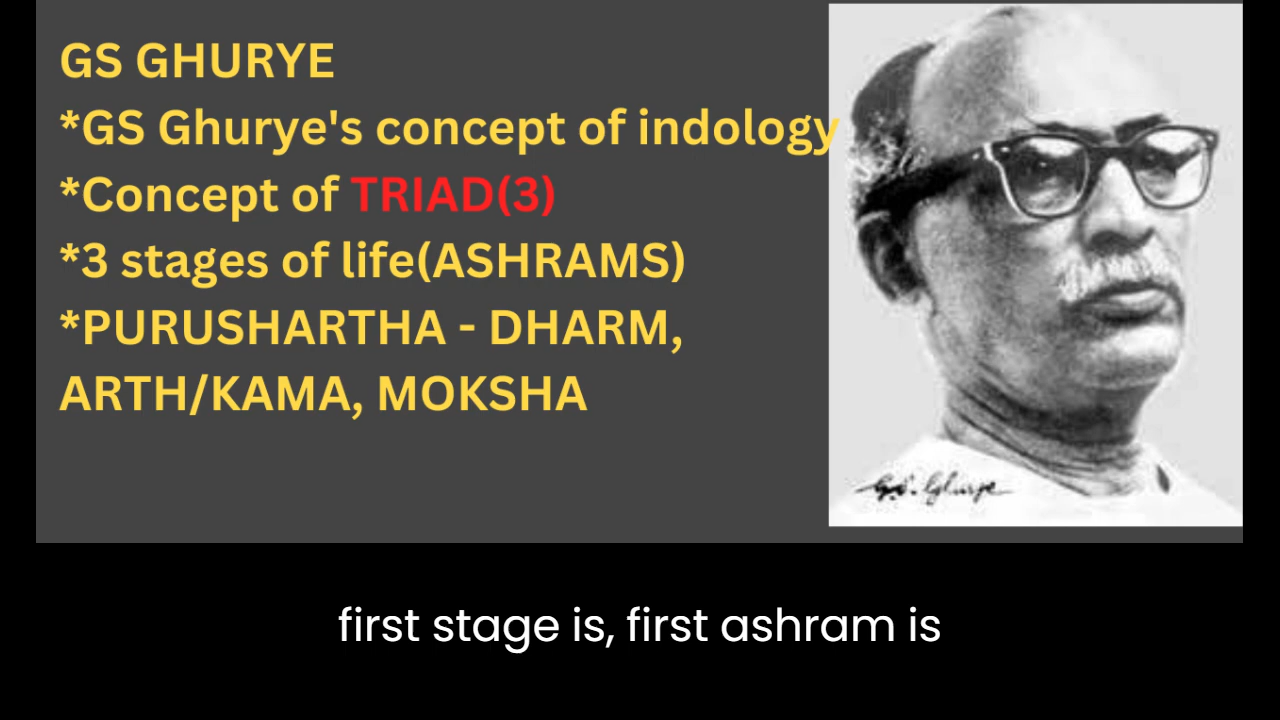 GS GHURYE
*GS Ghurye's concept of indology
*Concept of TRIAD(3)
*3 stages of life(ASHRAMS)
*PURUSHARTHA - DHARM,
ARTH/KAMA, MOKSHA
G.S. Ghurye
first stage is, first ashram is